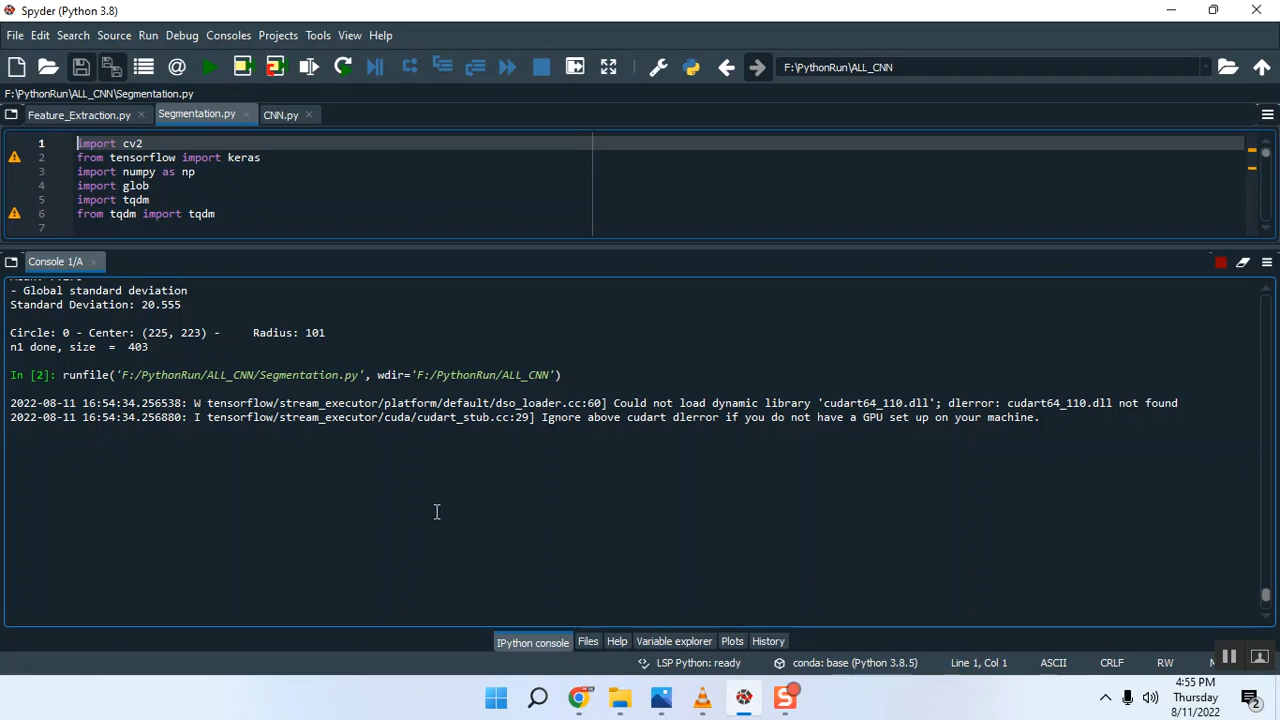 Spyder (Python 3.8)
File Edit Search Source Run Debug Consoles Projects Tools View Help
F:\PythonRun\ALL_CNN
F:\PythonRun\ALL_CNN\Segmentation.py
Feature_Extraction.py Segmentation.py CNN.py
1 import cv2
2 from tensorflow import keras
3 import numpy as np
4 import glob
5 import tqdm
6 from tqdm import tqdm
7
Console 1/A
- Global standard deviation
Standard Deviation: 20.555
Circle: 0 - Center: (225, 223) - Radius: 101
n1 done, size = 403
In [2]: runfile('F:/PythonRun/ALL_CNN/Segmentation.py', wdir='F:/PythonRun/ALL_CNN')
2022-08-11 16:54:34.256538: W tensorflow/stream_executor/platform/default/dso_loader.cc:60] Could not load dynamic library 'cudart64_110.dll'; dlerror: cudart64_110.dll not found
2022-08-11 16:54:34.256880: I tensorflow/stream_executor/cuda/cudart_stub.cc:29] Ignore above cudart dlerror if you do not have a GPU set up on your machine.
IPython console Files Help Variable explorer Plots History
LSP Python: ready conda: base (Python 3.8.5) Line 1, Col 1 ASCII CRLF RW
4:55 PM
Thursday
8/11/2022
2